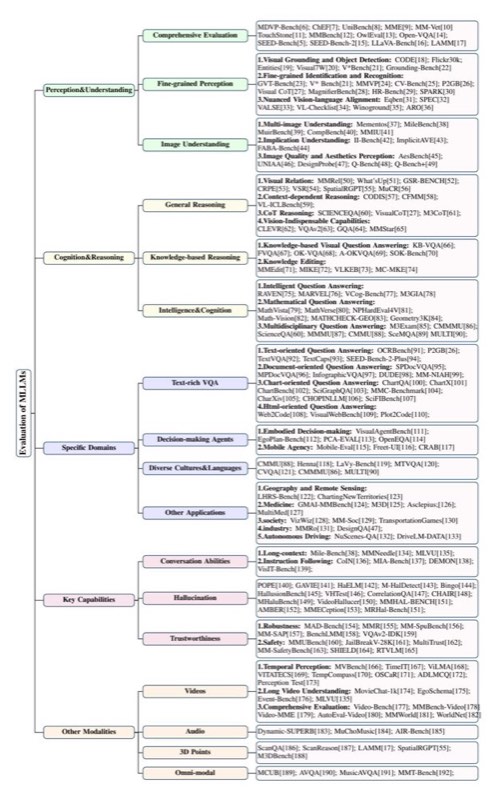 Evaluation of MLLMs
Perception&Understanding
Comprehensive Evaluation
MDVP-Bench[6]; ChEF[7]; UniBench[8]; MME[9]; MM-Vet[10]
TouchStone[11]; MMBench[12]; OwlEval[13]; Open-VQA[14];
SEED-Bench[5]; SEED-Bench-2[15]; LLaVA-Bench[16]; LAMM[17]
Fine-grained Perception
1.Visual Grounding and Object Detection: CODE[18]; Flickr30k;
Entities[19]; VisualTW[20]; V*Bench[21]; Grounding-Bench[22]
2.Fine-grained Identification and Recognition:
GVT-Bench[23]; V* Bench[21]; MMVP[24]; CV-Bench[25]; P2GB[26]
Visual CoT[27]; MagnifierBench[28]; HR-Bench[29]; SPARK[30]
3.Nuanced Vision-language Alignment: Eqben[31]; SPEC[32]
VALSE[33]; VL-Checklist[34]; Winoground[35]; ARO[36]
Image Understanding
1.Multi-image Understanding: Mementos[37]; MileBench[38]
MuirBench[39]; CompBench[40]; MMIU[41]
2.Implication Understanding: II-Bench[42]; ImplicitAVE[43];
FABA-Bench[44]
3.Image Quality and Aesthetics Perception: AesBench[45];
UNIAA[46]; DesignProbe[47]; Q-Bench[48]; Q-Bench+[49]
Cognition&Reasoning
General Reasoning
1.Visual Relation: MMRel[50]; What'sUp[51]; GSR-BENCH[52];
CRPE[53]; VSR[54]; SpatialRGPT[55]; MuCR[56]
2.Context-dependent Reasoning: CODIS[57]; CFMM[58];
VL-ICLBench[59];
3.CoT Reasoning: SCIENCEQA[60]; VisualCoT[27]; M3CoT[61];
4.Vision-Indispensable Capabilities:
CLEVR[62]; VQAv2[63]; GQA[64]; MMStar[65]
Knowledge-based Reasoning
1.Knowledge-based Visual Question Answering: KB-VQA[66];
FVQA[67]; OK-VQA[68]; A-OKVQA[69]; SOK-Bench[70]
2.Knowledge Editing:
MMEdit[71]; MIKE[72]; VLKEB[73]; MC-MKE[74]
Intelligence&Cognition
1.Intelligent Question Answering:
RAVEN[75]; MARVEL[76]; VCog-Bench[77]; M3GIA[78]
2.Mathematical Question Answering:
MathVista[79]; MathVerse[80]; NPHardEval4V[81];
Math-Vision[82]; MATHCHECK-GEO[83]; Geometry3K[84];
3.Multidisciplinary Question Answering: M3Exam[85]; CMMMU[86];
ScienceQA[60]; MMMU[87]; CMMU[88]; SceMQA[89] MULTI[90];
Specific Domains
Text-rich VQA
1.Text-oriented Question Answering: OCRBench[91]; P2GB[26];
TextVQA[92]; TextCaps[93]; SEED-Bench-2-Plus[94];
2.Document-oriented Question Answering: SPDocVQA[95];
MPDocVQA[96]; InfographicVQA[97]; DUDE[98]; MM-NIAH[99];
3.Chart-oriented Question Answering: ChartQA[100]; ChartX[101]
ChartBench[102]; SciGraphQA[103]; MMC-Benchmark[104];
CharXiv[105]; CHOPINLLM[106]; SciFIBench[107]
4.Html-oriented Question Answering:
Web2Code[108]; VisualWebBench[109]; Plot2Code[110];
Decision-making Agents
1.Embodied Decision-making: VisualAgentBench[111];
EgoPlan-Bench[112]; PCA-EVAL[113]; OpenEQA[114]
2.Mobile Agency: Mobile-Eval[115]; Ferret-UI[116]; CRAB[117]
Diverse Cultures&Languages
CMMU[88]; Henna[118]; LaVy-Bench[119]; MTVQA[120];
CVQA[121]; CMMMU[86]; MULTI[90]
Other Applications
1.Geography and Remote Sensing:
LHRS-Bench[122]; ChartingNewTerritories[123]
2.Medicine: GMAI-MMBench[124]; M3D[125]; Asclepius;[126];
MultiMed[127]
3.society: VizWiz[128]; MM-Soc[129]; TransportationGames[130]
4.industry: MMRo[131]; DesignQA[47];
5.Autonomous Driving: NuScenes-QA[132]; DriveLM-DATA[133]
Key Capabilities
Conversation Abilities
1.Long-context: Mile-Bench[38]; MMNeedle[134]; MLVU[135];
2.Instruction Following: CoIN[136]; MIA-Bench[137]; DEMON[138];
VisIT-Bench[139];
Hallucination
POPE[140]; GAVIE[141]; HaELM[142]; M-HalDetect[143]; Bingo[144];
HallusionBench[145]; VHTest[146]; CorrelationQA[147]; CHAIR[148];
MHaluBench[149]; VideoHallucer[150]; MMHAL-BENCH[151];
AMBER[152]; MMECeption[153]; MRHal-Bench[151];
Trustworthiness
1.Robustness: MAD-Bench[154]; MMR[155]; MM-SpuBench[156];
MM-SAP[157]; BenchLMM[158]; VQAv2-IDK[159]
2.Safety: MMUBench[160]; JailBreakV-28K[161]; MultiTrust[162];
MM-SafetyBench[163]; SHIELD[164]; RTVLM[165]
Other Modalities
Videos
1.Temporal Perception: MVBench[166]; TimeIT[167]; ViLMA[168];
VITATECS[169]; TempCompass[170]; OSCaR[171]; ADLMCQ[172];
Perception Test[173]
2.Long Video Understanding: MovieChat-1k[174]; EgoSchema[175];
Event-Bench[176]; MLVU[135]
3.Comprehensive Evaluation: Video-Bench[177]; MMBench-Video[178]
Video-MME [179]; AutoEval-Video[180]; MMWorld[181]; WorldNet[182]
Audio
Dynamic-SUPERB[183]; MuChoMusic[184]; AIR-Bench[185]
3D Points
ScanQA[186]; ScanReason[187]; LAMM[17]; SpatialRGPT[55];
M3DBench[188]
Omni-modal
MCUB[189]; AVQA[190]; MusicAVQA[191]; MMT-Bench[192];